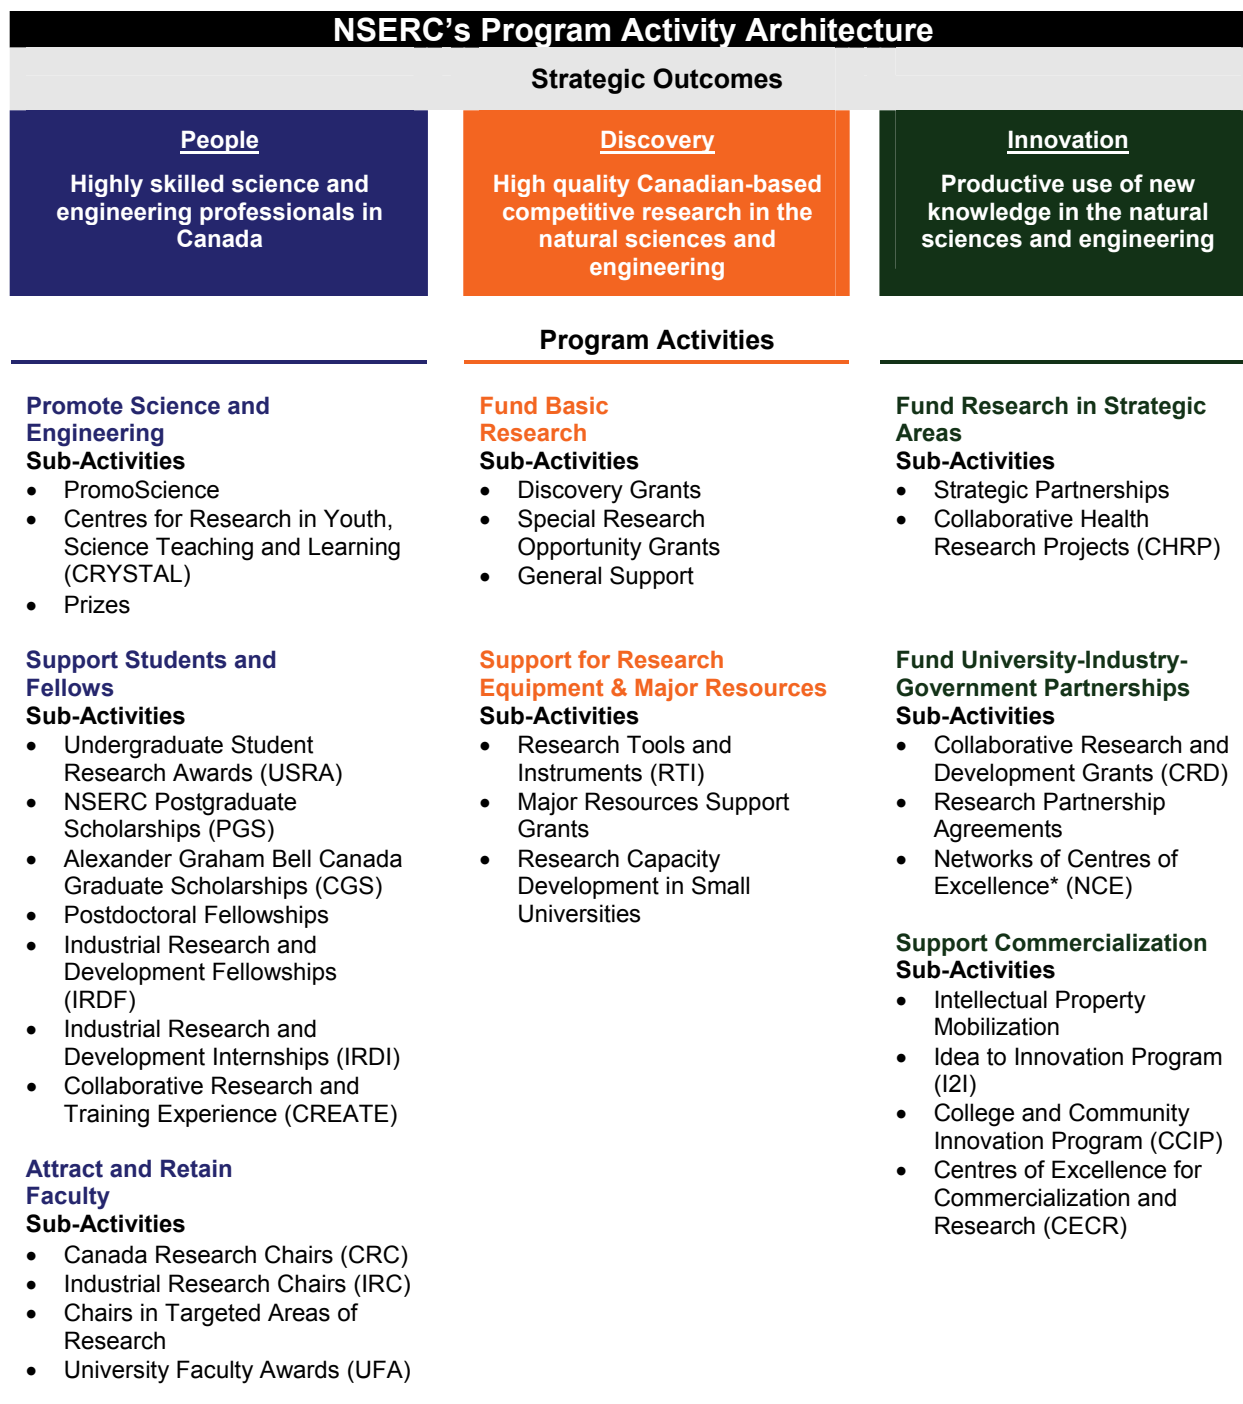 NSERC's Program Activity Architecture
Strategic Outcomes
People
Highly skilled science and
engineering professionals in
Canada
Discovery
High quality Canadian-based
competitive research in the
natural sciences and
engineering
Innovation
Productive use of new
knowledge in the natural
sciences and engineering
Program Activities
Promote Science and
Engineering
Sub-Activities
• PromoScience
• Centres for Research in Youth,
Science Teaching and Learning
(CRYSTAL)
• Prizes
Support Students and
Fellows
Sub-Activities
• Undergraduate Student
Research Awards (USRA)
• NSERC Postgraduate
Scholarships (PGS)
• Alexander Graham Bell Canada
Graduate Scholarships (CGS)
• Postdoctoral Fellowships
• Industrial Research and
Development Fellowships
(IRDF)
• Industrial Research and
Development Internships (IRDI)
• Collaborative Research and
Training Experience (CREATE)
Attract and Retain
Faculty
Sub-Activities
• Canada Research Chairs (CRC)
• Industrial Research Chairs (IRC)
• Chairs in Targeted Areas of
Research
• University Faculty Awards (UFA)
Fund Basic
Research
Sub-Activities
• Discovery Grants
• Special Research
Opportunity Grants
• General Support
Support for Research
Equipment & Major Resources
Sub-Activities
• Research Tools and
Instruments (RTI)
• Major Resources Support
Grants
• Research Capacity
Development in Small
Universities
Fund Research in Strategic
Areas
Sub-Activities
• Strategic Partnerships
• Collaborative Health
Research Projects (CHRP)
Fund University-Industry-
Government Partnerships
Sub-Activities
• Collaborative Research and
Development Grants (CRD)
• Research Partnership
Agreements
• Networks of Centres of
Excellence* (NCE)
Support Commercialization
Sub-Activities
• Intellectual Property
Mobilization
• Idea to Innovation Program
(I2I)
• College and Community
Innovation Program (CCIP)
• Centres of Excellence for
Commercialization and
Research (CECR)